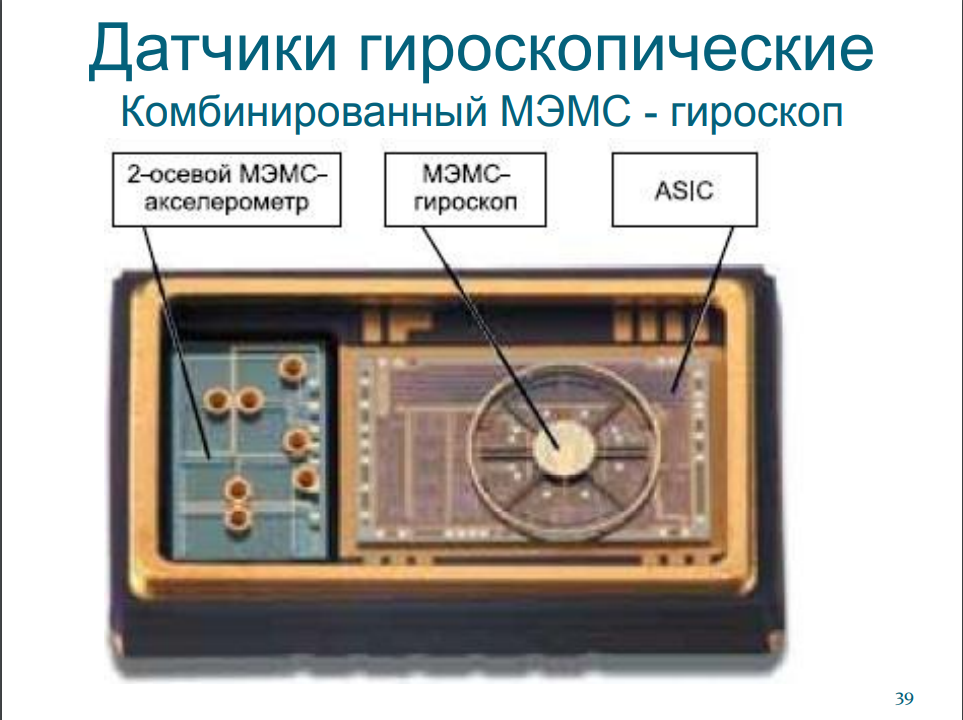 Датчики гироскопические
Комбинированный МЭМС - гироскоп
2-осевой МЭМС-
акселерометр
МЭМС-
гироскоп
ASIC
39